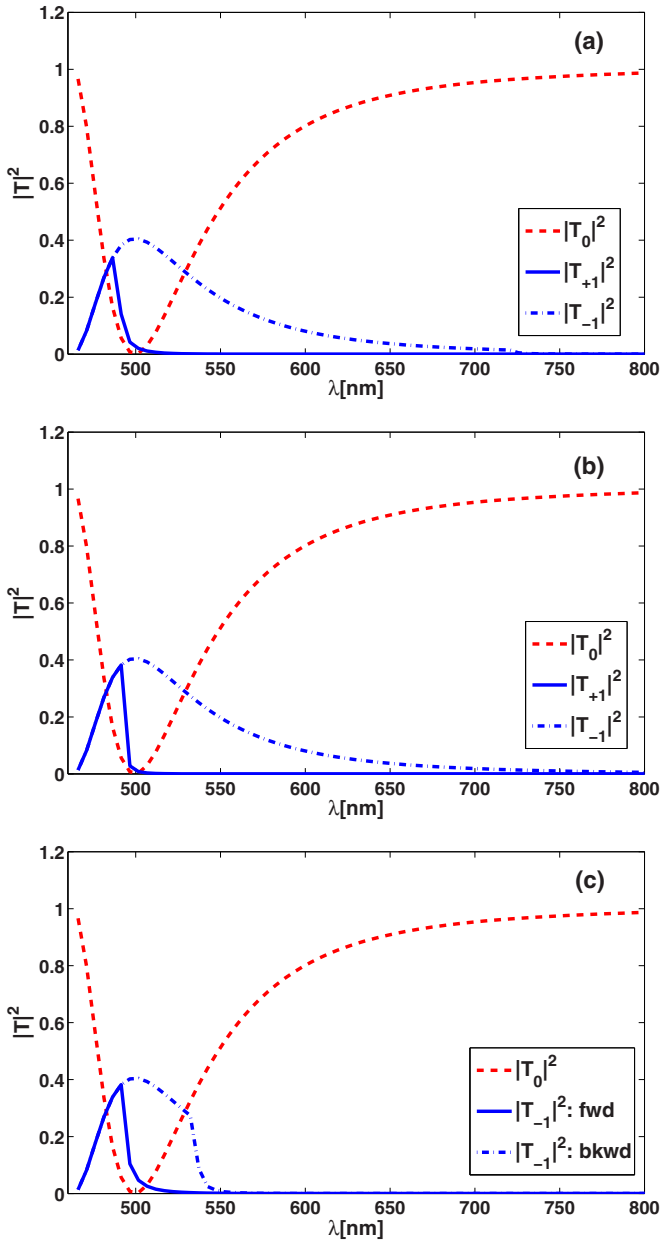 (a)
1.2
1
0.8
0.6
0.4
0.2
0
|T|²
500 550 600 650 700 750 800
λ[nm]
|T₀|²
|T₊₁|²
|T₋₁|²
(b)
1.2
1
0.8
0.6
0.4
0.2
0
|T|²
500 550 600 650 700 750 800
λ[nm]
|T₀|²
|T₊₁|²
|T₋₁|²
(c)
1.2
1
0.8
0.6
0.4
0.2
0
|T|²
500 550 600 650 700 750 800
λ[nm]
|T₀|²
|T₋₁|²: fwd
|T₋₁|²: bkwd